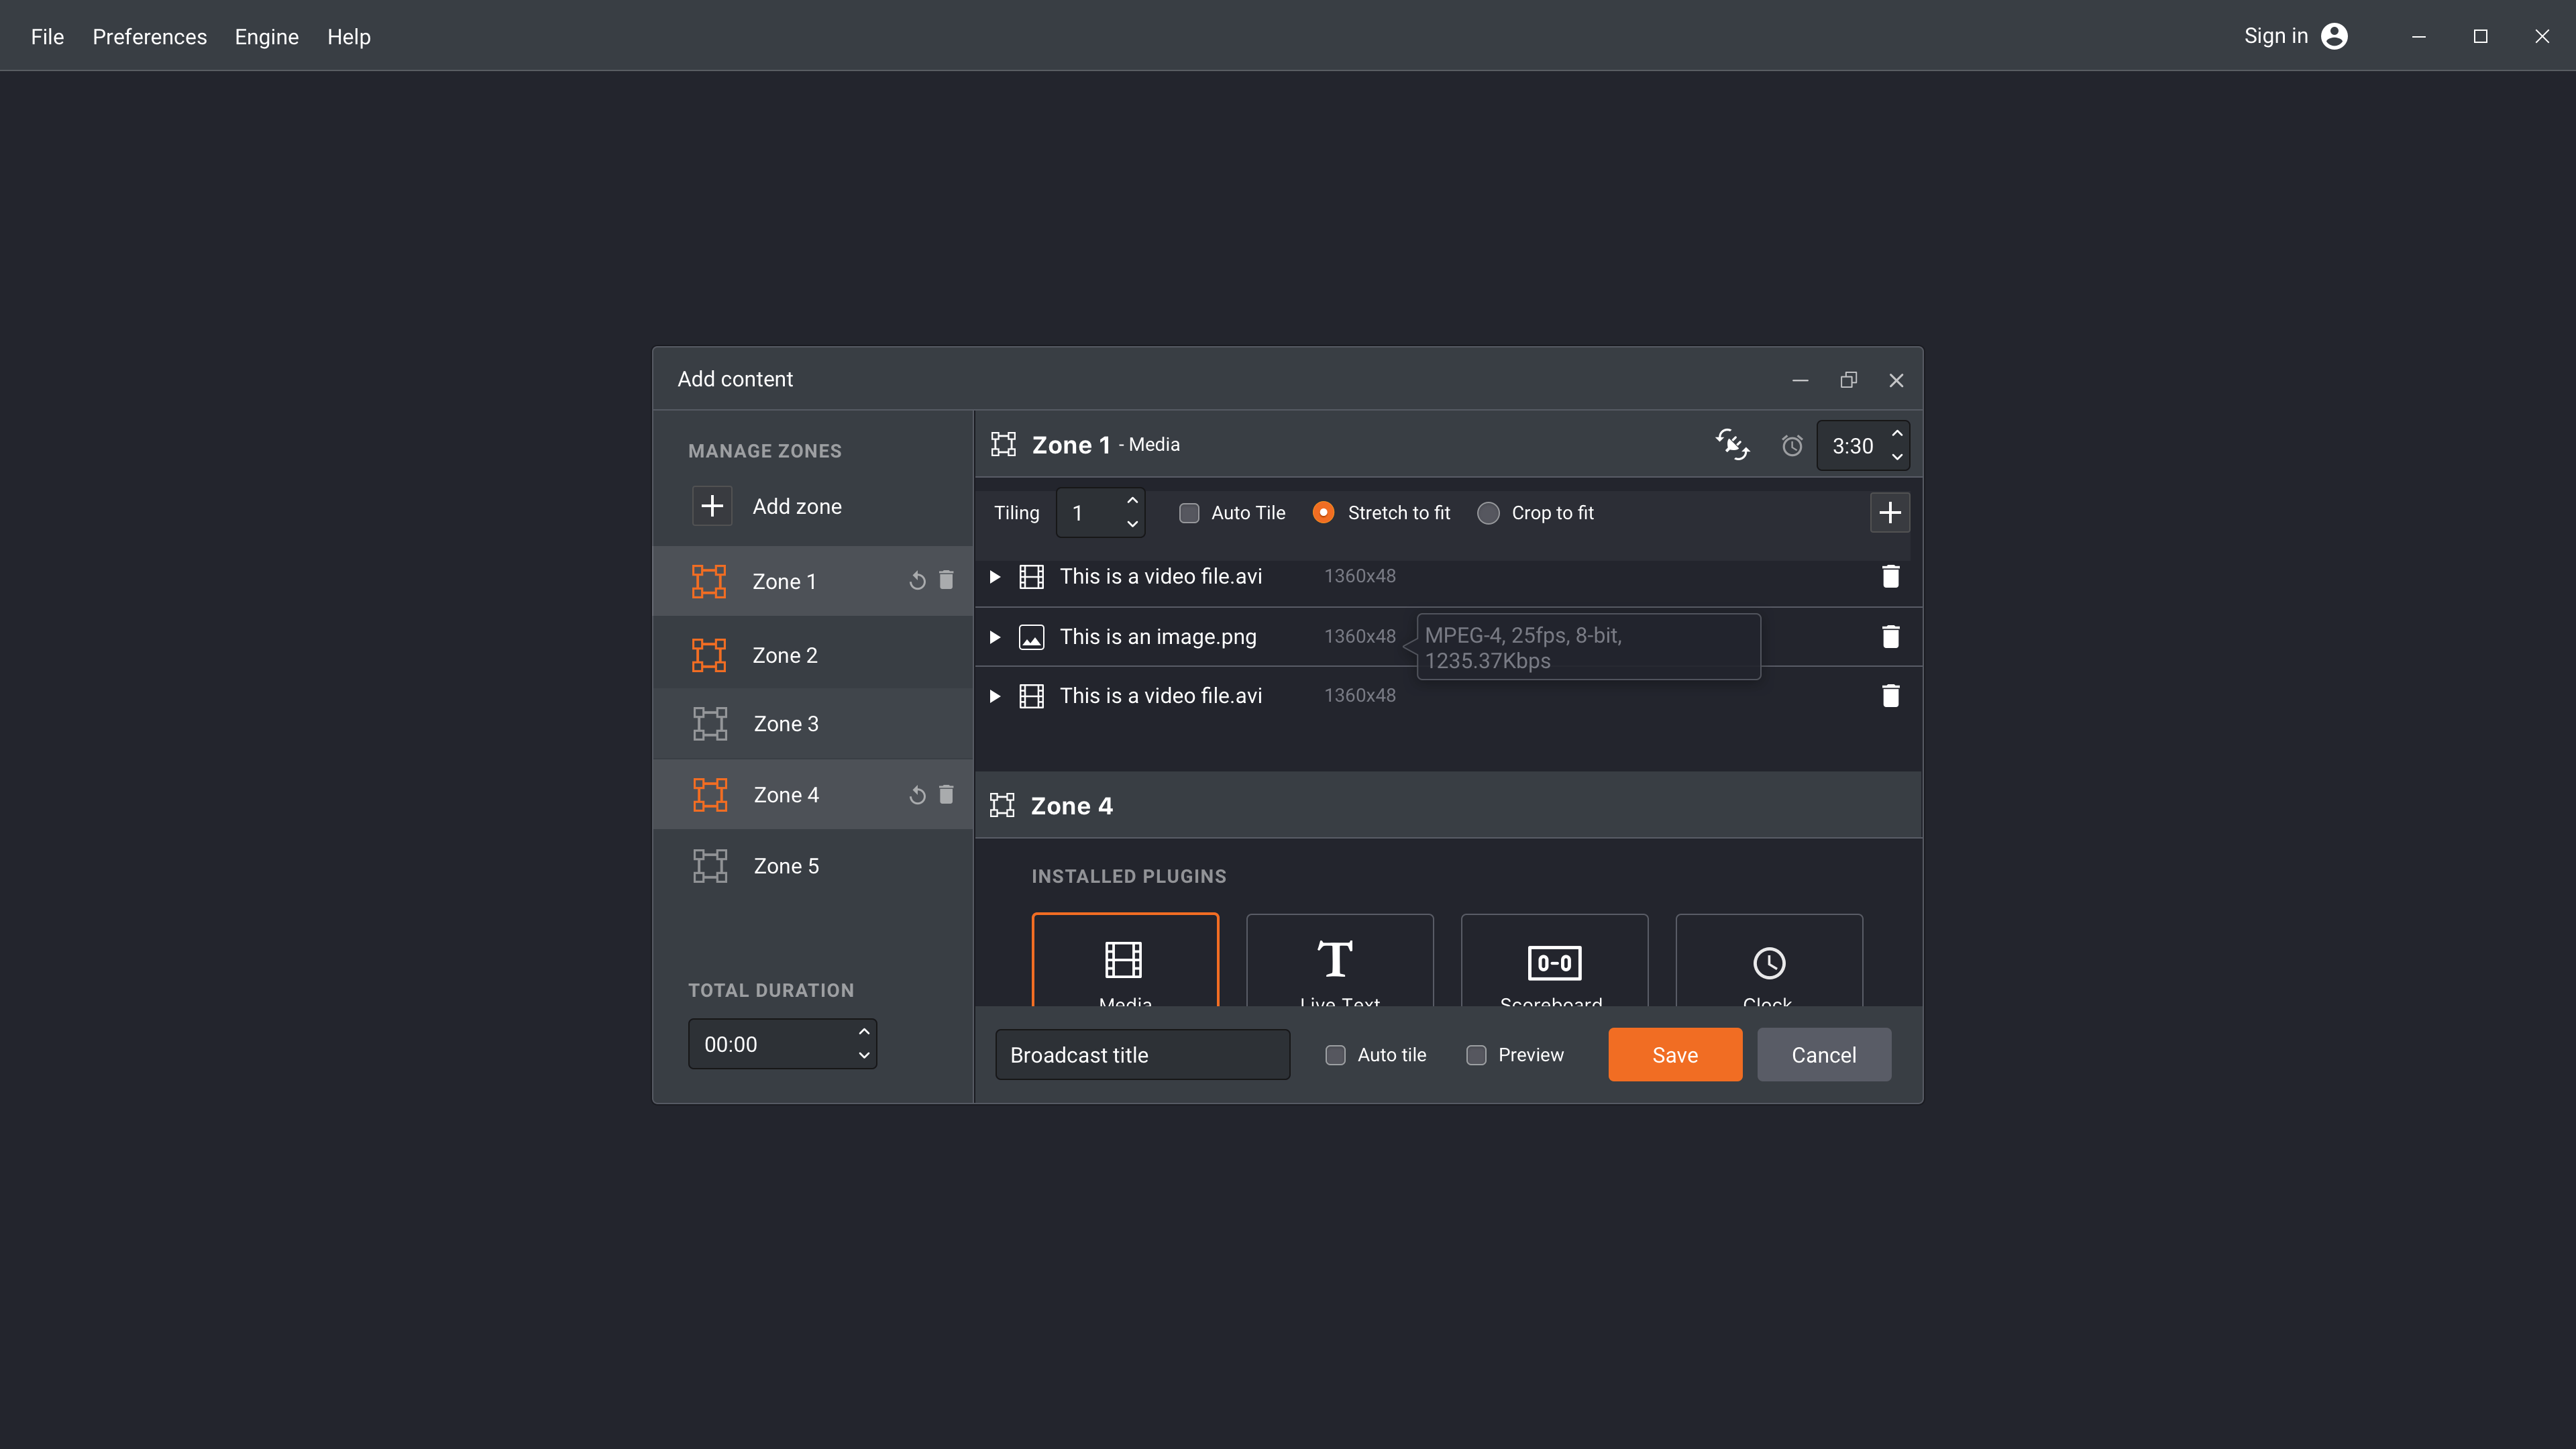 File Preferences Engine Help Sign in
Add content
MANAGE ZONES
Add zone
Zone 1
Zone 2
Zone 3
Zone 4
Zone 5
TOTAL DURATION
00:00
Zone 1 - Media 3:30
Tiling 1 Auto Tile Stretch to fit Crop to fit
This is a video file.avi 1360x48
This is an image.png 1360x48
MPEG-4, 25fps, 8-bit,
1235.37Kbps
This is a video file.avi 1360x48
Zone 4
INSTALLED PLUGINS
Media Live Text 0-0 Scoreboard Clock
Broadcast title Auto tile Preview Save Cancel